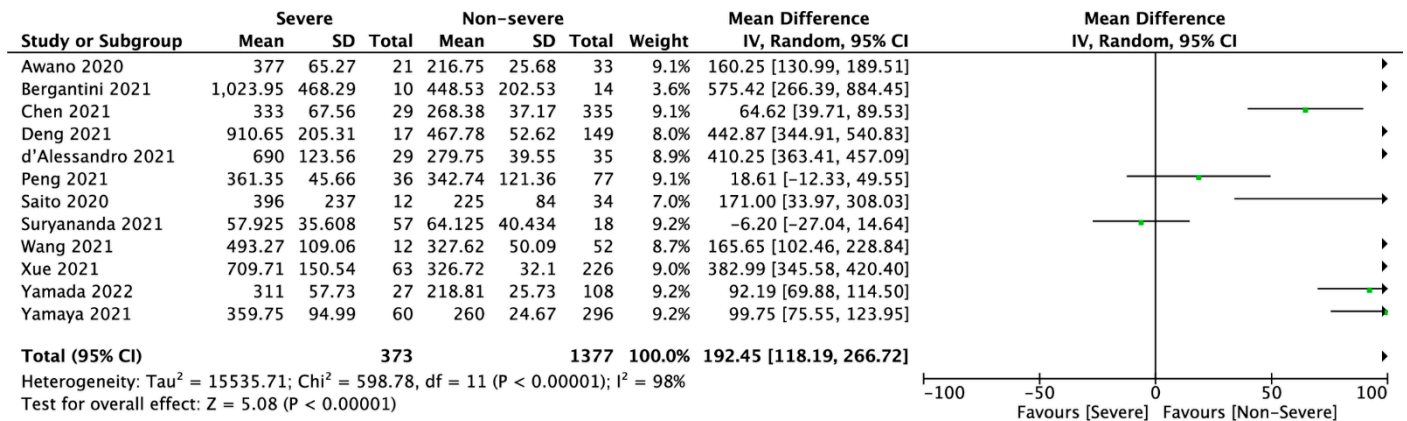 Severe Non-severe Mean Difference Mean Difference
Study or Subgroup Mean SD Total Mean SD Total Weight IV, Random, 95% CI IV, Random, 95% CI
Awano 2020 377 65.27 21 216.75 25.68 33 9.1% 160.25 [130.99, 189.51]
Bergantini 2021 1,023.95 468.29 10 448.53 202.53 14 3.6% 575.42 [266.39, 884.45]
Chen 2021 333 67.56 29 268.38 37.17 335 9.1% 64.62 [39.71, 89.53]
Deng 2021 910.65 205.31 17 467.78 52.62 149 8.0% 442.87 [344.91, 540.83]
d’Alessandro 2021 690 123.56 29 279.75 39.55 35 8.9% 410.25 [363.41, 457.09]
Peng 2021 361.35 45.66 36 342.74 121.36 77 9.1% 18.61 [−12.33, 49.55]
Saito 2020 396 237 12 225 84 34 7.0% 171.00 [33.97, 308.03]
Suryananda 2021 57.925 35.608 57 64.125 40.434 18 9.2% −6.20 [−27.04, 14.64]
Wang 2021 493.27 109.06 12 327.62 50.09 52 8.7% 165.65 [102.46, 228.84]
Xue 2021 709.71 150.54 63 326.72 32.1 226 9.0% 382.99 [345.58, 420.40]
Yamada 2022 311 57.73 27 218.81 25.73 108 9.2% 92.19 [69.88, 114.50]
Yamaya 2021 359.75 94.99 60 260 24.67 296 9.2% 99.75 [75.55, 123.95]
Total (95% CI) 373 1377 100.0% 192.45 [118.19, 266.72]
Heterogeneity: Tau² = 15535.71; Chi² = 598.78, df = 11 (P < 0.00001); I² = 98%
Test for overall effect: Z = 5.08 (P < 0.00001)
−100 −50 0 50 100
Favours [Severe] Favours [Non-Severe]